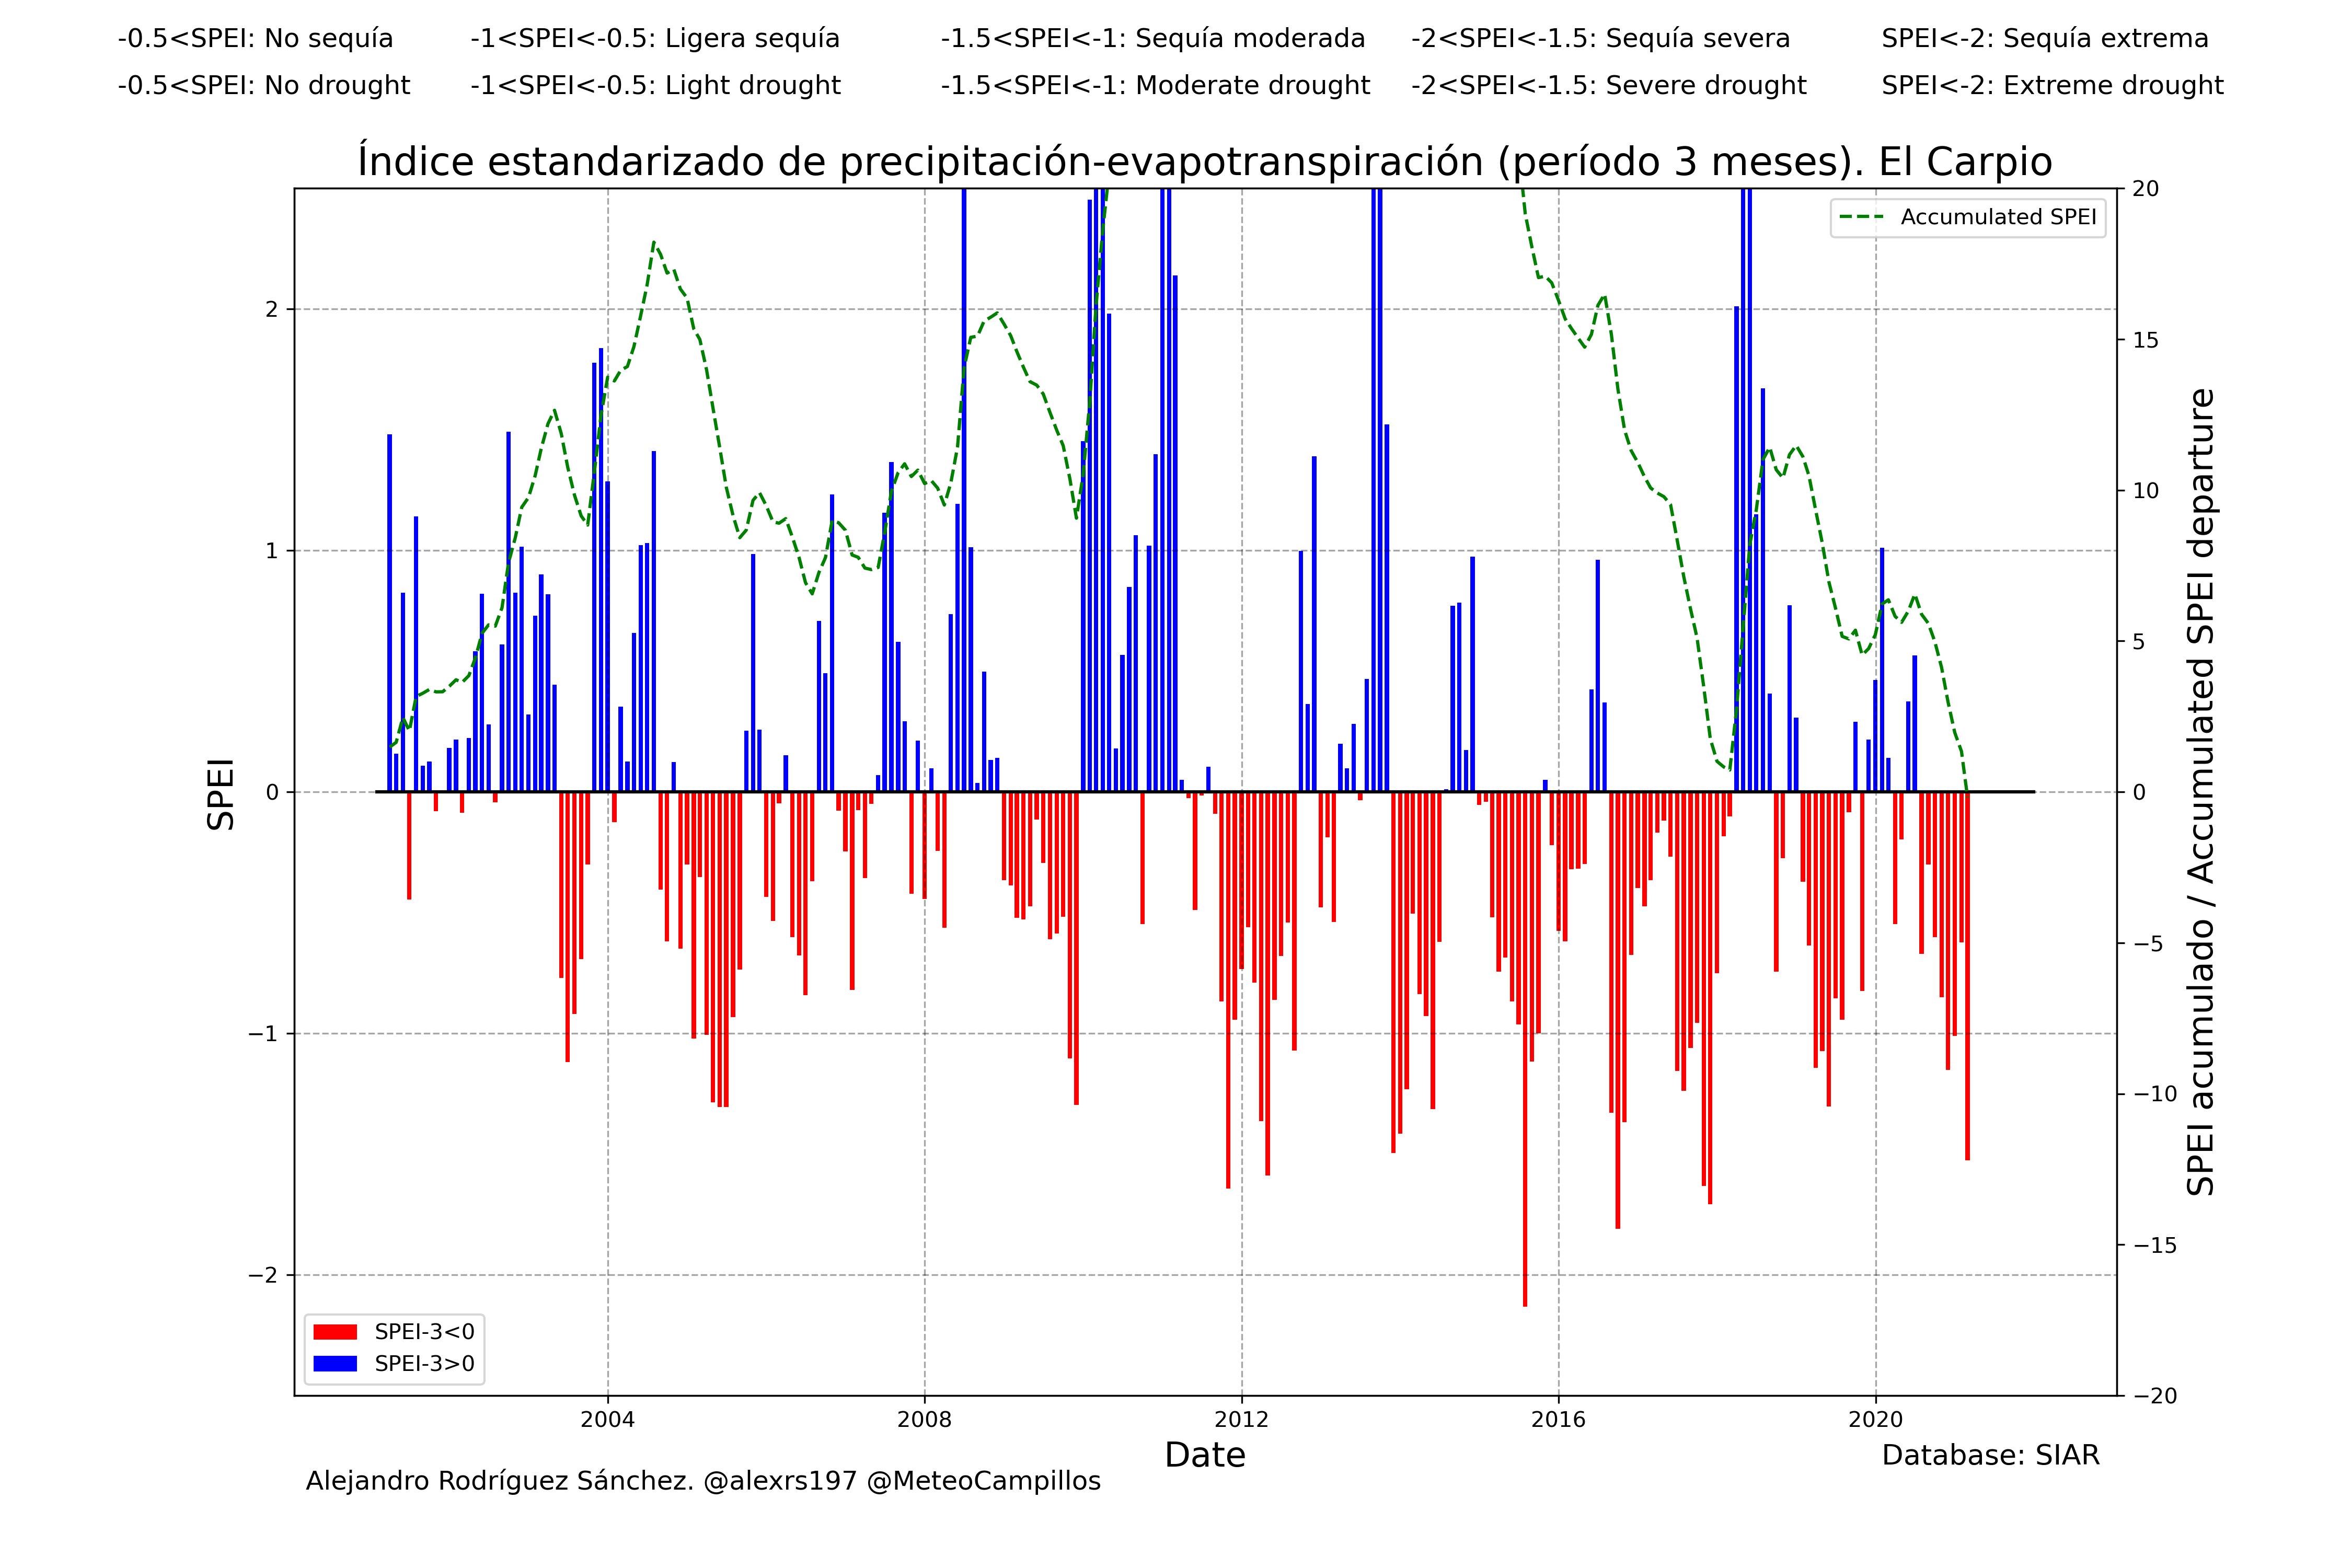 -0.5<SPEI: No sequía -1<SPEI<-0.5: Ligera sequía -1.5<SPEI<-1: Sequía moderada -2<SPEI<-1.5: Sequía severa SPEI<-2: Sequía extrema
-0.5<SPEI: No drought -1<SPEI<-0.5: Light drought -1.5<SPEI<-1: Moderate drought -2<SPEI<-1.5: Severe drought SPEI<-2: Extreme drought
Índice estandarizado de precipitación-evapotranspiración (período 3 meses). El Carpio
Accumulated SPEI
SPEI
2
1
0
−1
−2
20
15
10
5
0
−5
−10
−15
−20
SPEI acumulado / Accumulated SPEI departure
SPEI-3<0
SPEI-3>0
2004 2008 2012 2016 2020
Date
Database: SIAR
Alejandro Rodríguez Sánchez. @alexrs197 @MeteoCampillos